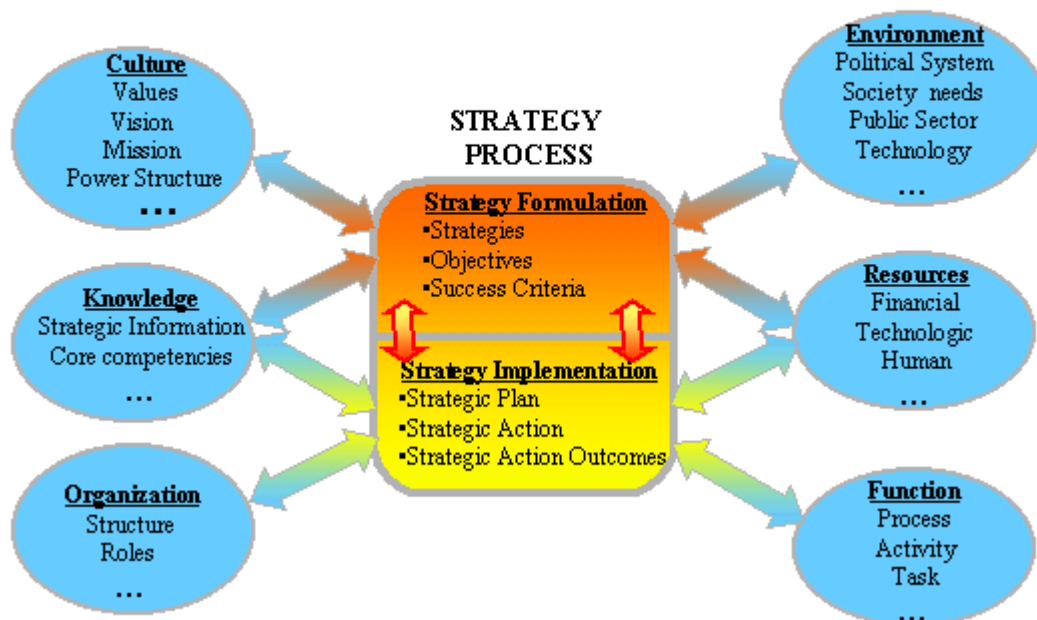 Culture
Values
Vision
Mission
Power Structure
...
Knowledge
Strategic Information
Core competencies
...
Organization
Structure
Roles
...
STRATEGY
PROCESS
Strategy Formulation
▪Strategies
▪Objectives
▪Success Criteria
Strategy Implementation
▪Strategic Plan
▪Strategic Action
▪Strategic Action Outcomes
Environment
Political System
Society needs
Public Sector
Technology
...
Resources
Financial
Technologic
Human
...
Function
Process
Activity
Task
...